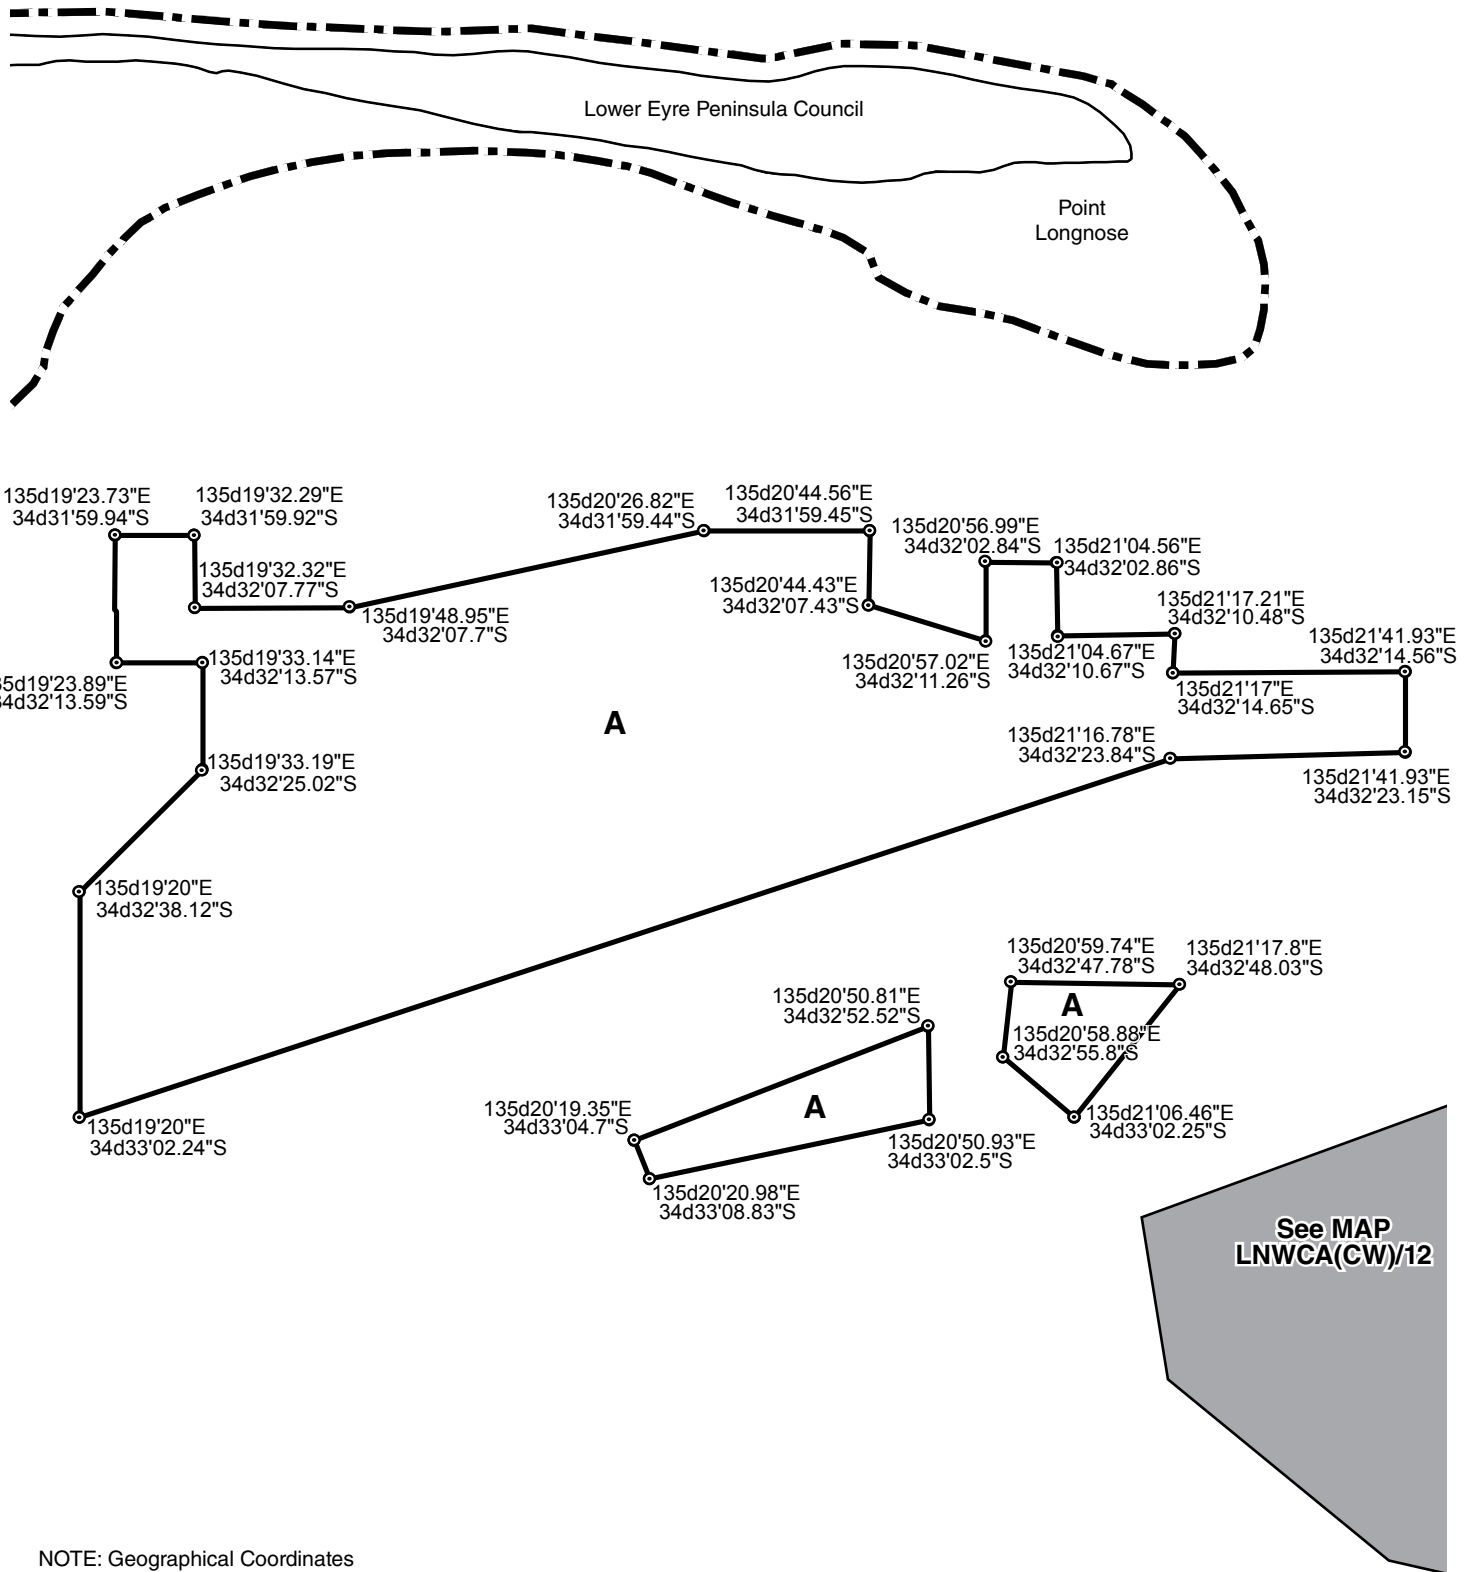 Lower Eyre Peninsula Council
Point
Longnose
135d19'23.73"E
34d31'59.94"S
135d19'32.29"E
34d31'59.92"S
135d20'26.82"E
34d31'59.44"S
135d20'44.56"E
34d31'59.45"S
135d20'56.99"E
34d32'02.84"S
135d21'04.56"E
34d32'02.86"S
135d19'32.32"E
34d32'07.77"S
135d19'48.95"E
34d32'07.7"S
135d20'44.43"E
34d32'07.43"S
135d21'17.21"E
34d32'10.48"S
135d21'41.93"E
34d32'14.56"S
135d20'57.02"E
34d32'11.26"S
135d21'04.67"E
34d32'10.67"S
135d19'33.14"E
34d32'13.57"S
35d19'23.89"E
4d32'13.59"S
135d21'17"E
34d32'14.65"S
A
135d21'16.78"E
34d32'23.84"S
135d19'33.19"E
34d32'25.02"S
135d21'41.93"E
34d32'23.15"S
135d19'20"E
34d32'38.12"S
135d20'59.74"E
34d32'47.78"S
135d21'17.8"E
34d32'48.03"S
135d20'50.81"E
34d32'52.52"S
A
135d20'58.88"E
34d32'55.8"S
135d20'19.35"E
34d33'04.7"S
A
135d21'06.46"E
34d33'02.25"S
135d19'20"E
34d33'02.24"S
135d20'50.93"E
34d33'02.5"S
135d20'20.98"E
34d33'08.83"S
See MAP
LNWCA(CW)/12
NOTE: Geographical Coordinates